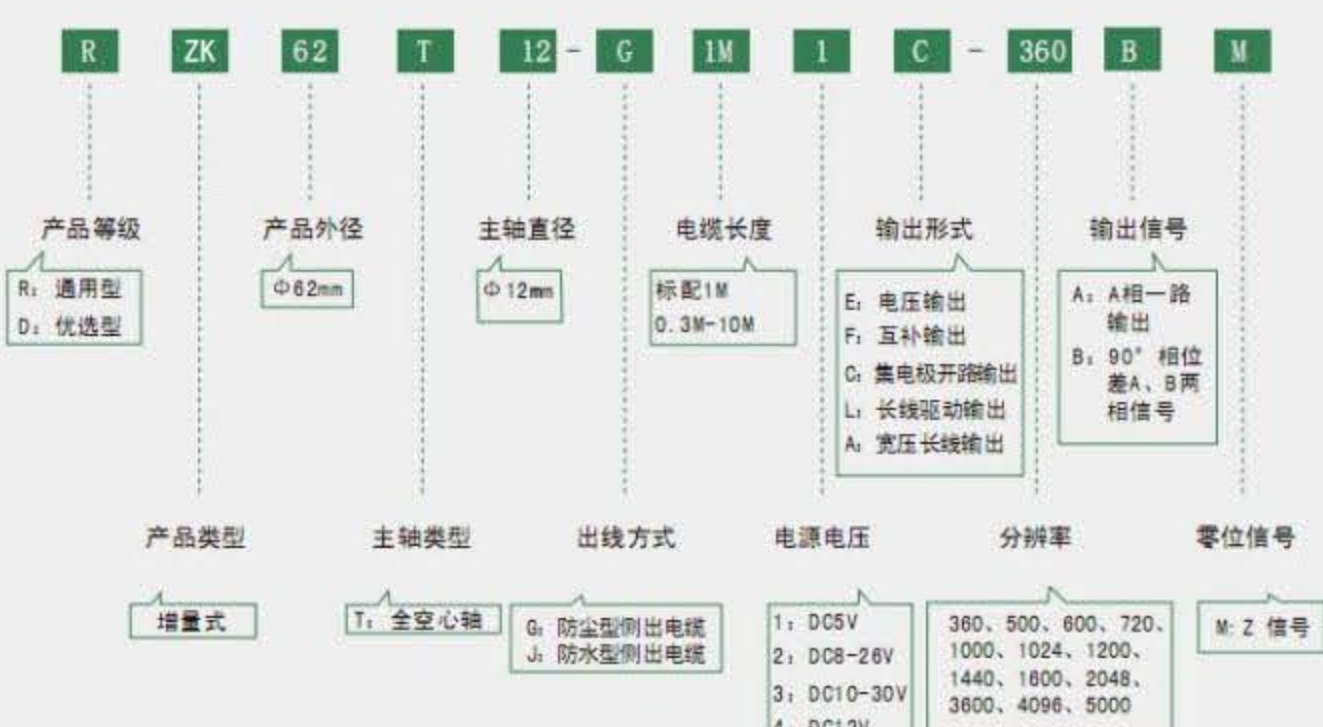 R ZK 62 T 12 - G 1M 1 C - 360 B M
产品等级
R: 通用型
D: 优选型
产品外径
Φ62mm
主轴直径
Φ12mm
电缆长度
标配1M
0.3M-10M
输出形式
E: 电压输出
F: 互补输出
C: 集电极开路输出
L: 长线驱动输出
A: 宽压长线输出
输出信号
A: A相一路
输出
B: 90° 相位
差A、B两
相信号
产品类型
增量式
主轴类型
T: 全空心轴
出线方式
G: 防尘型侧出电缆
J: 防水型侧出电缆
电源电压
1: DC5V
2: DC8-26V
3: DC10-30V
4: DC12V
分辨率
360、500、600、720、
1000、1024、1200、
1440、1600、2048、
3600、4096、5000
零位信号
M: Z 信号